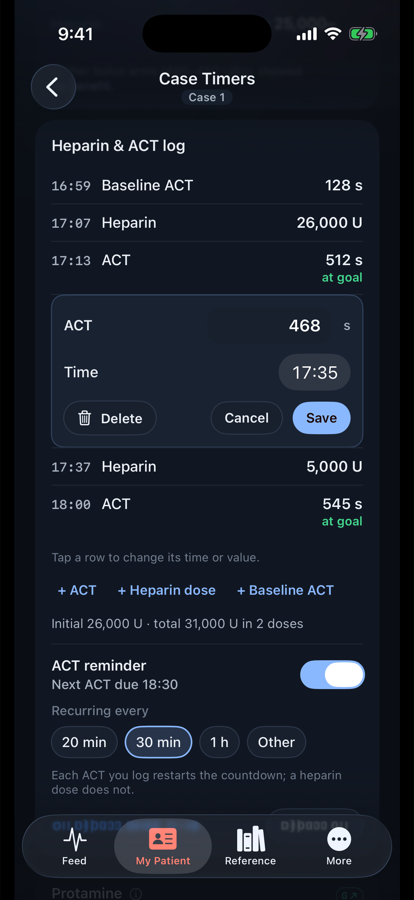 9:41
Case Timers
Case 1
Heparin & ACT log
16:59 Baseline ACT 128 s
17:07 Heparin 26,000 U
17:13 ACT 512 s
at goal
ACT 468 s
Time 17:35
Delete Cancel Save
17:37 Heparin 5,000 U
18:00 ACT 545 s
at goal
Tap a row to change its time or value.
+ ACT + Heparin dose + Baseline ACT
Initial 26,000 U · total 31,000 U in 2 doses
ACT reminder
Next ACT due 18:30
Recurring every
20 min 30 min 1 h Other
Each ACT you log restarts the countdown; a heparin
dose does not.
Feed My Patient Reference More
Protamine